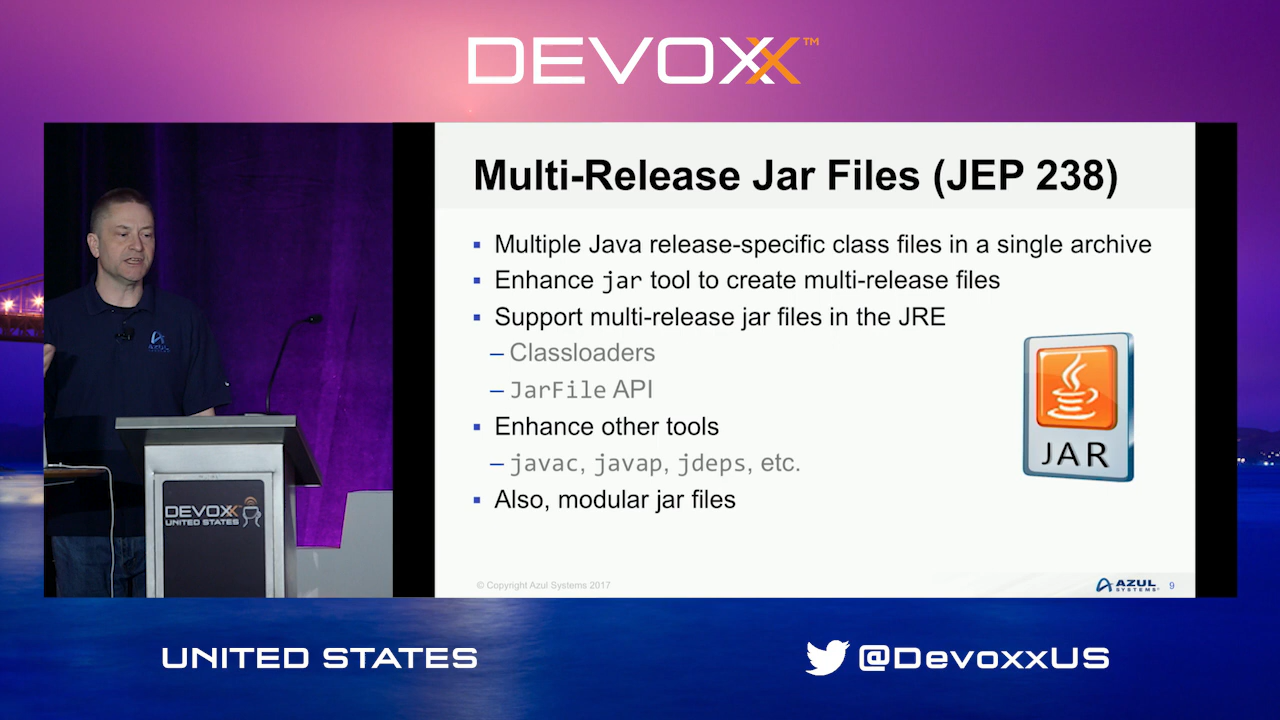 DEVOXX™
Multi-Release Jar Files (JEP 238)
▪ Multiple Java release-specific class files in a single archive
▪ Enhance jar tool to create multi-release files
▪ Support multi-release jar files in the JRE
– Classloaders
– JarFile API
▪ Enhance other tools
– javac, javap, jdeps, etc.
▪ Also, modular jar files
JAR
© Copyright Azul Systems 2017
AZUL
SYSTEMS
9
AZUL
DEVOXX
UNITED STATES
UNITED STATES
@DevoxxUS